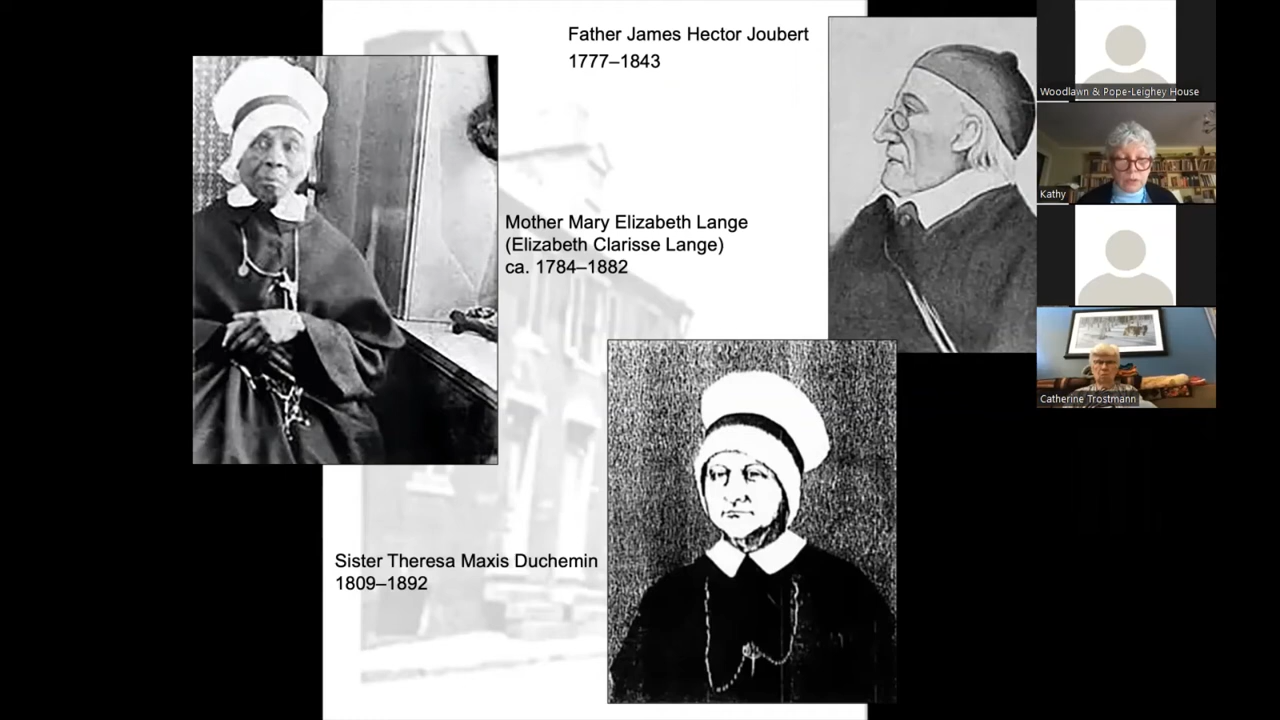 Father James Hector Joubert
1777–1843
Mother Mary Elizabeth Lange
(Elizabeth Clarisse Lange)
ca. 1784–1882
Sister Theresa Maxis Duchemin
1809–1892
Woodlawn & Pope-Leighey House
Kathy
Catherine Trostmann